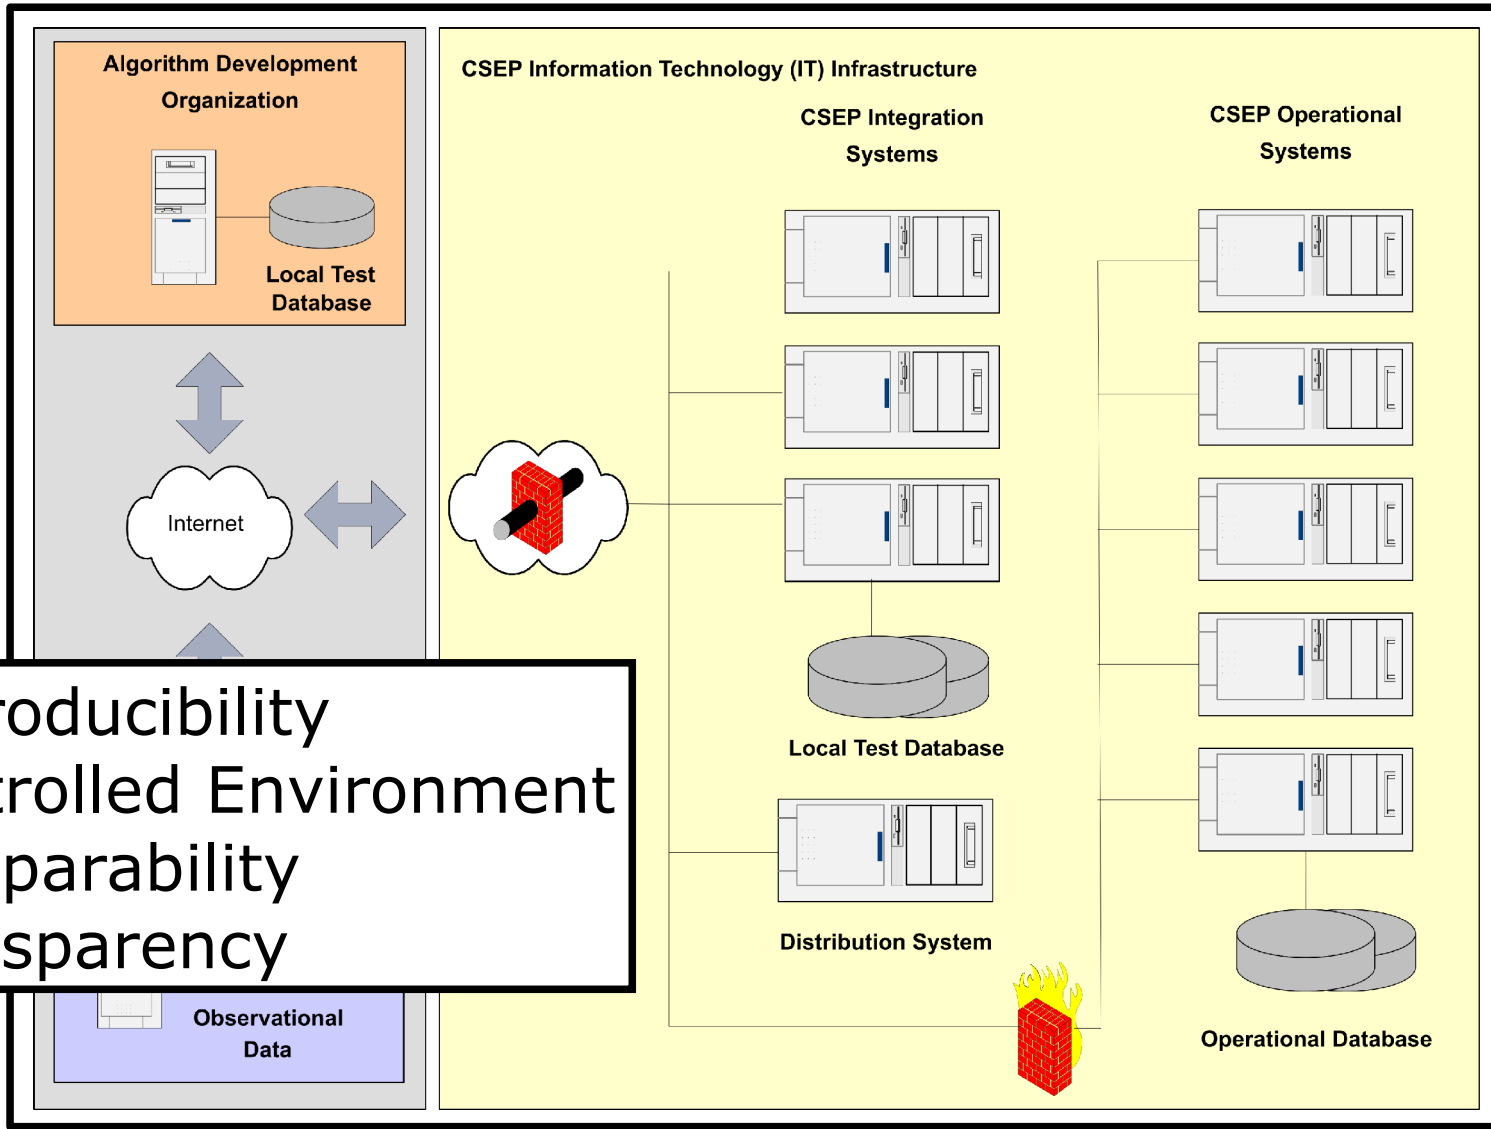 Algorithm Development
Organization
Local Test
Database
Internet
Observational
Data
CSEP Information Technology (IT) Infrastructure
CSEP Integration
Systems
Local Test Database
Distribution System
CSEP Operational
Systems
Operational Database
roducibility
trolled Environment
parability
sparency